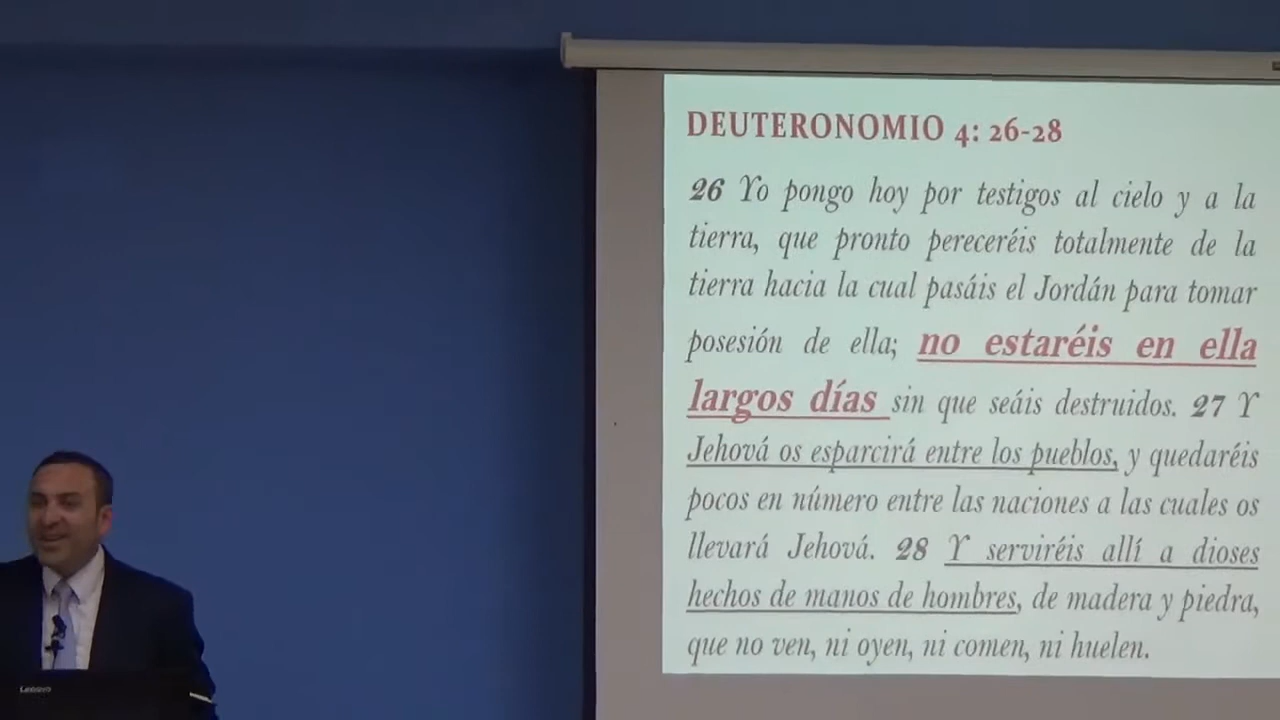 DEUTERONOMIO 4: 26-28
26 Yo pongo hoy por testigos al cielo y a la
tierra, que pronto pereceréis totalmente de la
tierra hacia la cual pasáis el Jordán para tomar
posesión de ella; no estaréis en ella
largos días sin que seáis destruidos. 27 Y
Jehová os esparcirá entre los pueblos, y quedaréis
pocos en número entre las naciones a las cuales os
llevará Jehová. 28 Y serviréis allí a dioses
hechos de manos de hombres, de madera y piedra,
que no ven, ni oyen, ni comen, ni huelen.
Lenovo